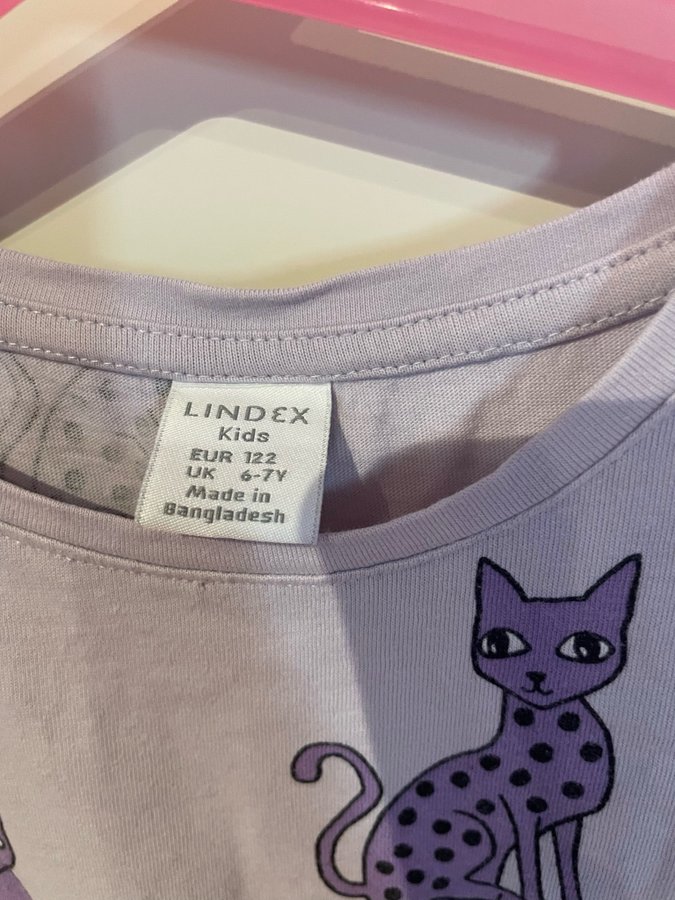 LINDEX
Kids
EUR 122
UK 6-7Y
Made in
Bangladesh